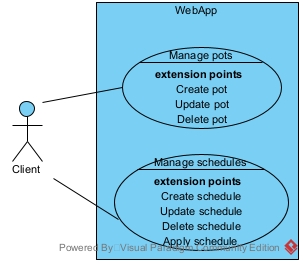 WebApp
Manage pots
extension points
Create pot
Update pot
Delete pot
Client
Manage schedules
extension points
Create schedule
Update schedule
Delete schedule
Apply schedule
Powered By Visual Paradigm Community Edition